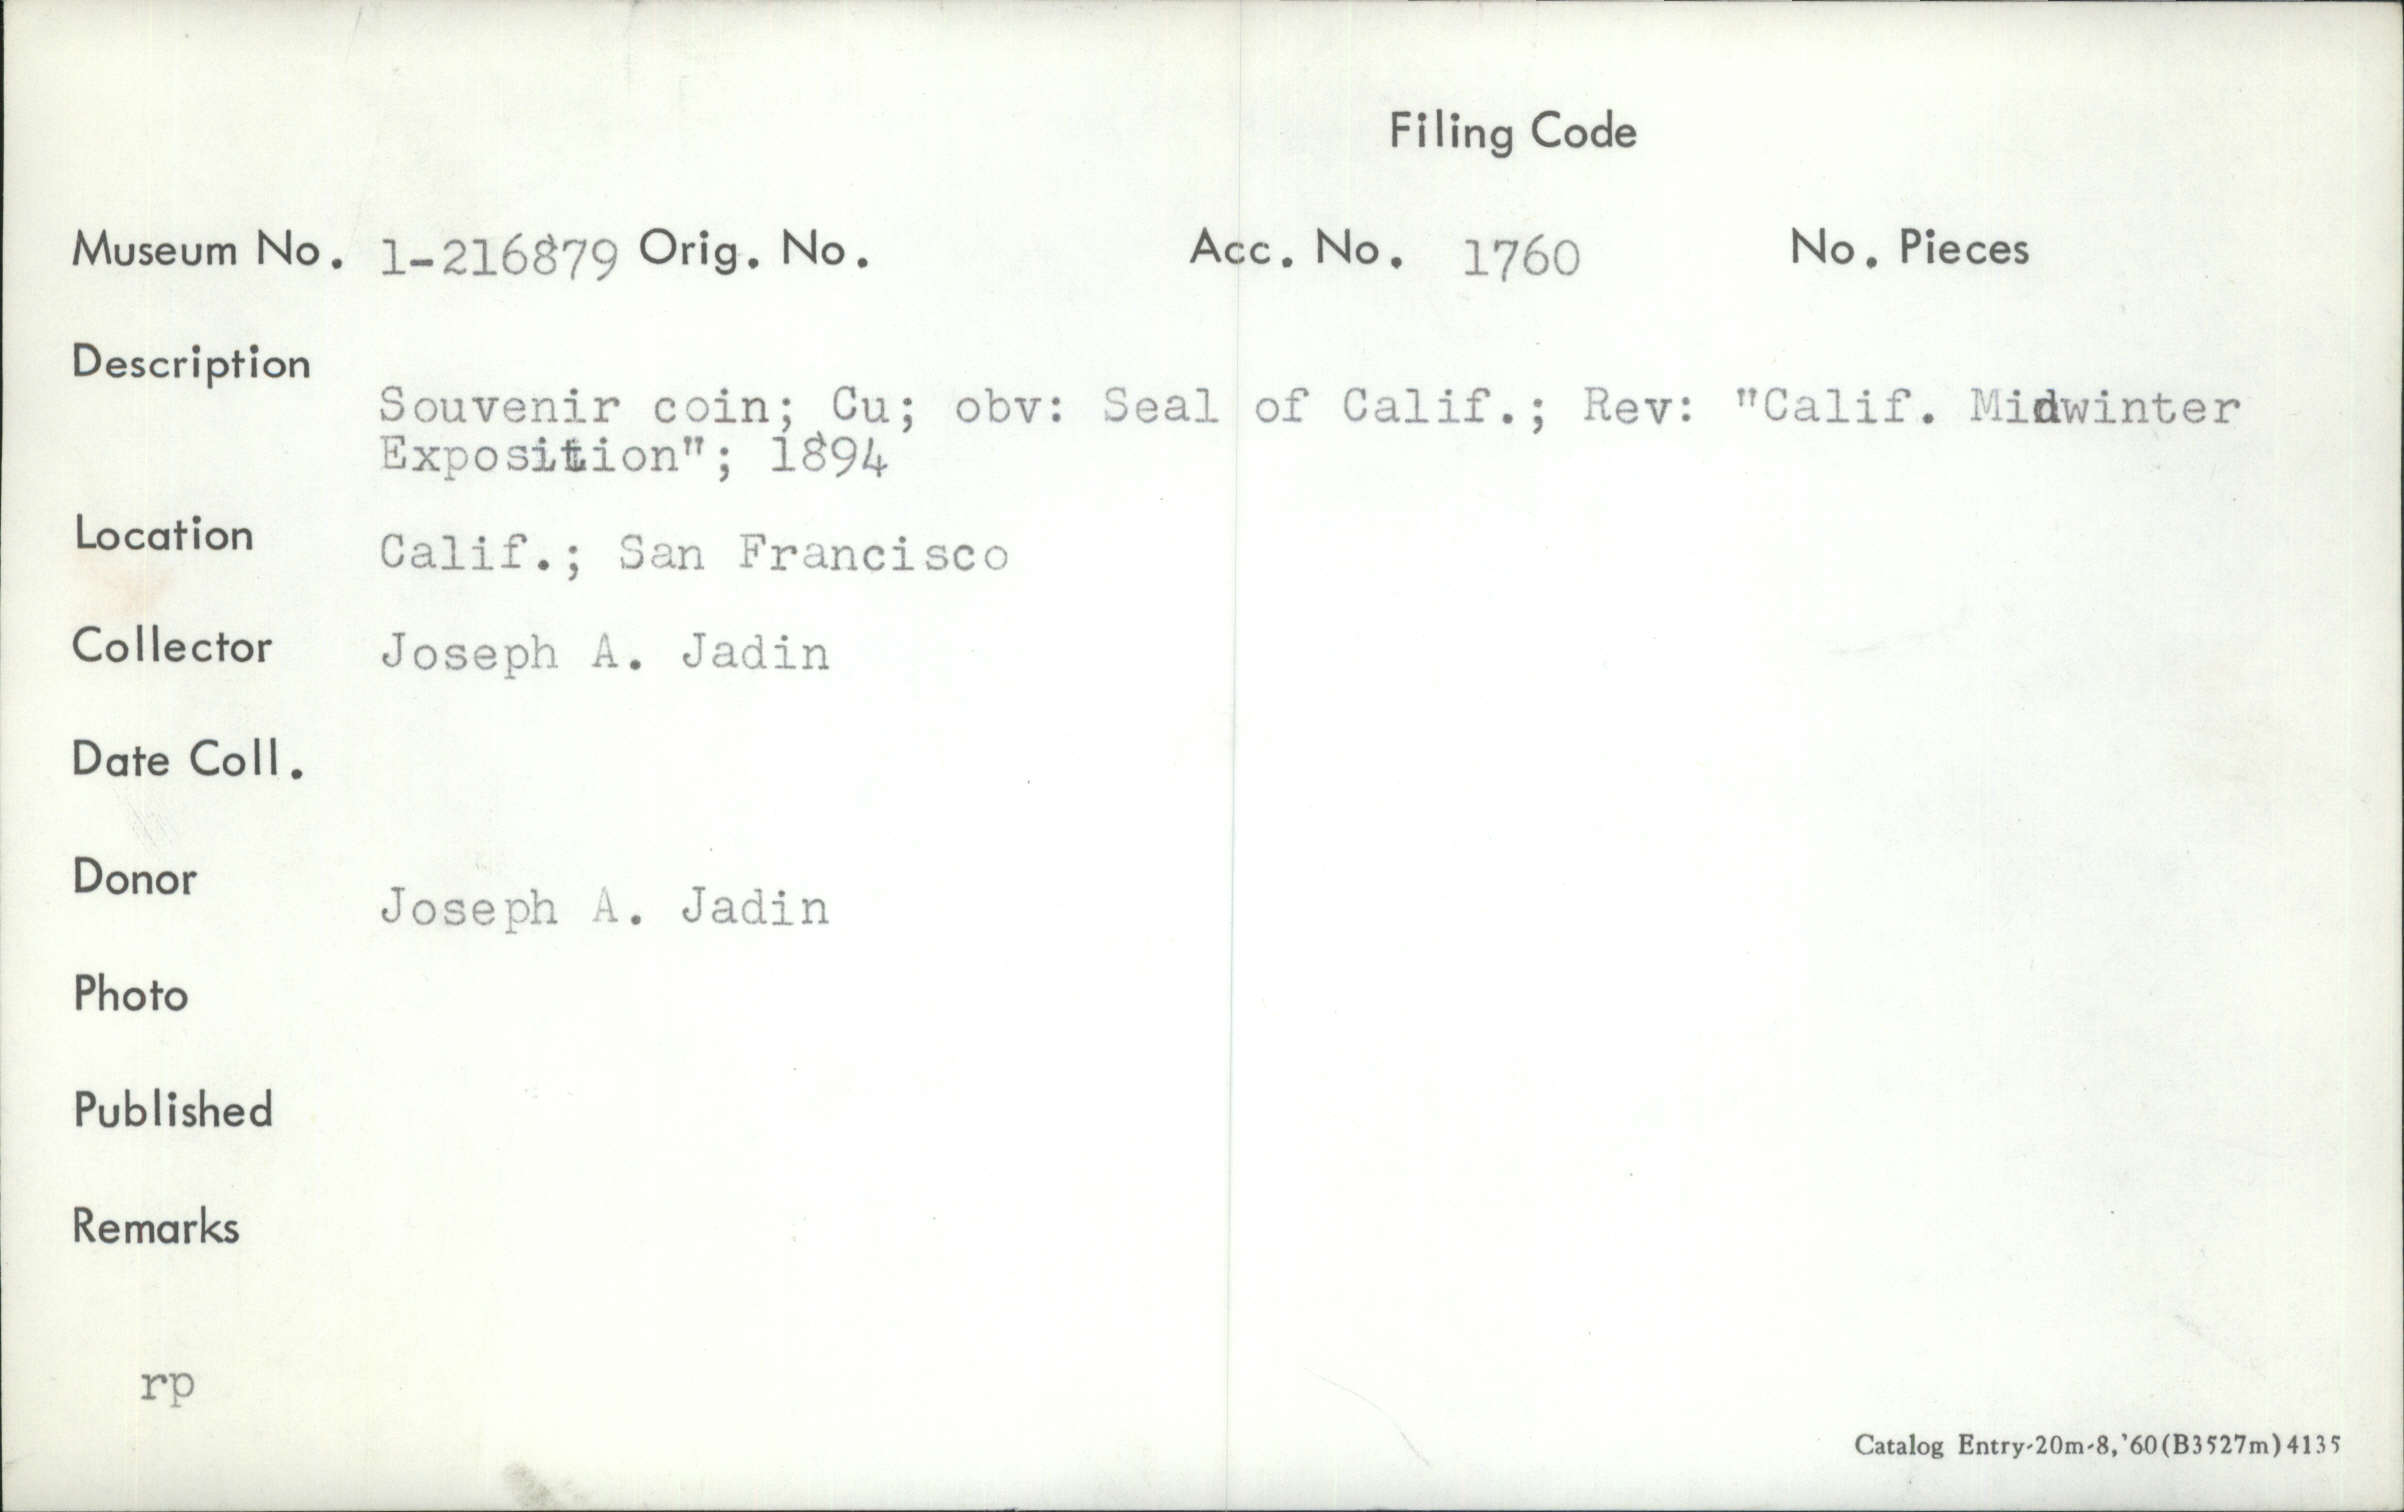 Filing Code
Museum No. 1-216879 Orig. No. Acc. No. 1760 No. Pieces
Description
Souvenir coin; Cu; obv: Seal of Calif.; Rev: "Calif. Midwinter
Exposition"; 1894
Location Calif.; San Francisco
Collector Joseph A. Jadin
Date Coll.
Donor Joseph A. Jadin
Photo
Published
Remarks
rp
Catalog Entry-20m-8,'60(B3527m)4135